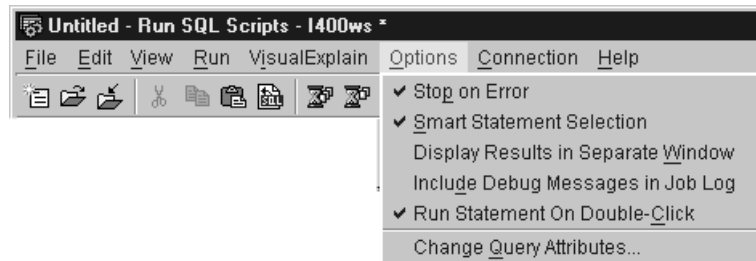 Untitled - Run SQL Scripts - I400ws *
File Edit View Run VisualExplain Options Connection Help
SQL
Stop on Error
Smart Statement Selection
Display Results in Separate Window
Include Debug Messages in Job Log
Run Statement On Double-Click
Change Query Attributes...